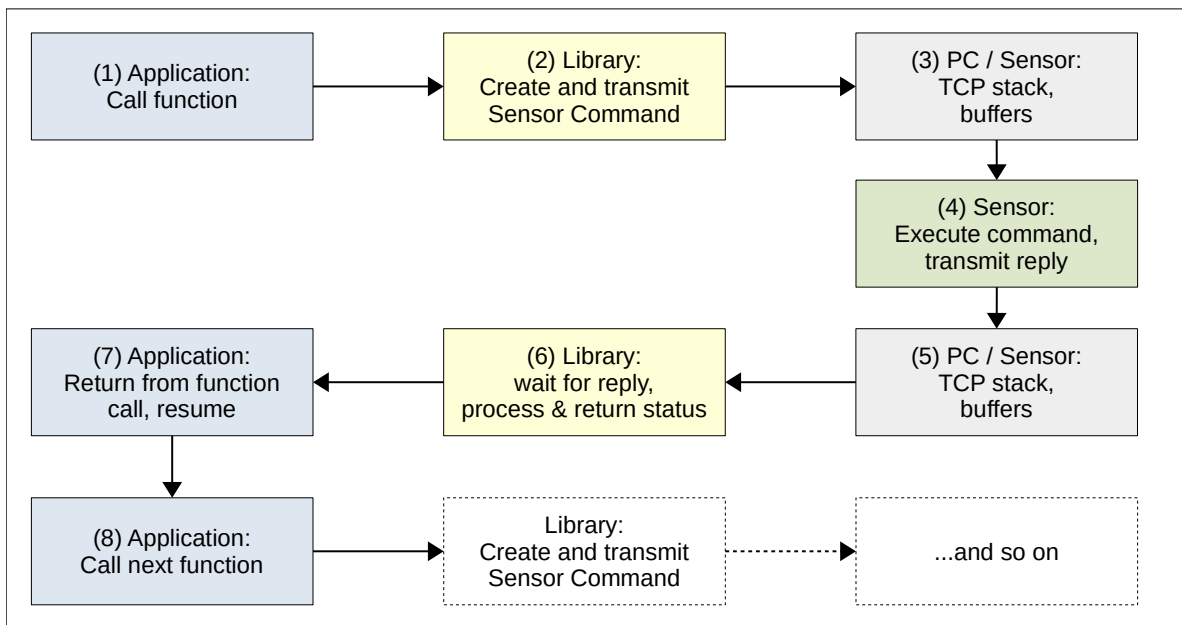 (1) Application:
Call function
(2) Library:
Create and transmit
Sensor Command
(3) PC / Sensor:
TCP stack,
buffers
(4) Sensor:
Execute command,
transmit reply
(5) PC / Sensor:
TCP stack,
buffers
(6) Library:
wait for reply,
process & return status
(7) Application:
Return from function
call, resume
(8) Application:
Call next function
Library:
Create and transmit
Sensor Command
...and so on